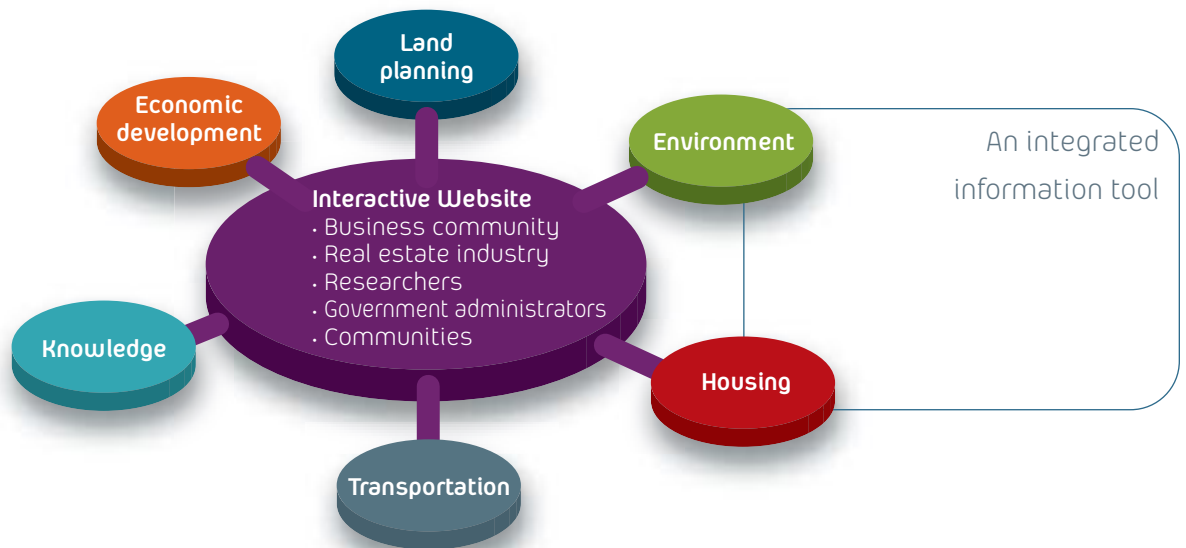 Land
planning
Economic
development
Environment
An integrated
information tool
Interactive Website
· Business community
· Real estate industry
· Researchers
· Government administrators
· Communities
Knowledge
Housing
Transportation